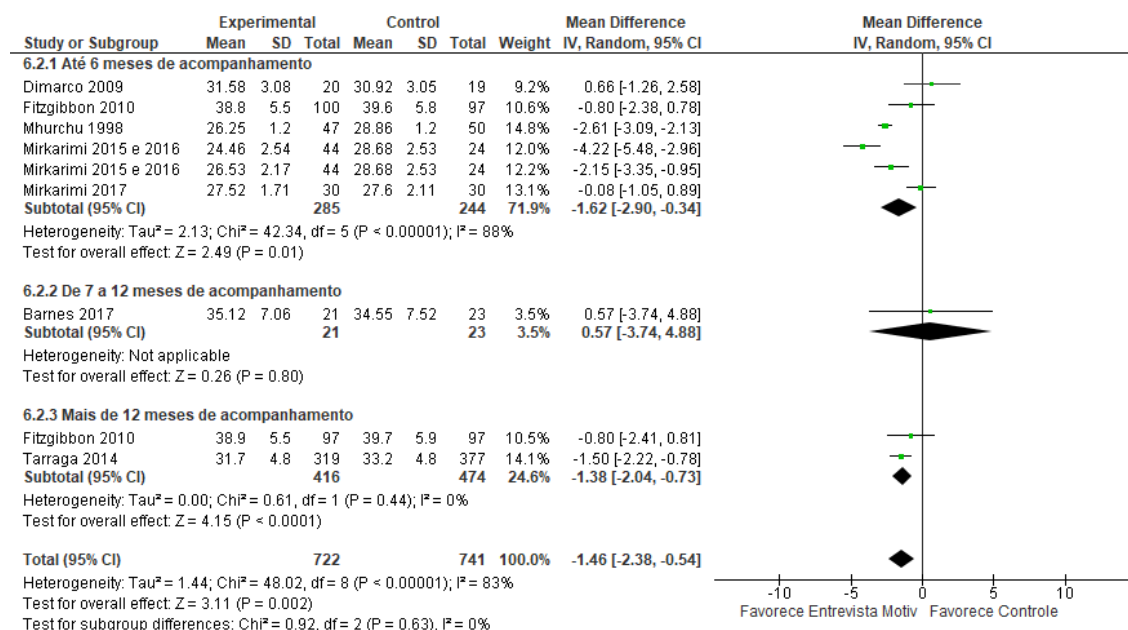 Experimental Control Mean Difference Mean Difference
Study or Subgroup Mean SD Total Mean SD Total Weight IV, Random, 95% CI IV, Random, 95% CI
6.2.1 Até 6 meses de acompanhamento
Dimarco 2009 31.58 3.08 20 30.92 3.05 19 9.2% 0.66 [-1.26, 2.58]
Fitzgibbon 2010 38.8 5.5 100 39.6 5.8 97 10.6% -0.80 [-2.38, 0.78]
Mhurchu 1998 26.25 1.2 47 28.86 1.2 50 14.8% -2.61 [-3.09, -2.13]
Mirkarimi 2015 e 2016 24.46 2.54 44 28.68 2.53 24 12.0% -4.22 [-5.48, -2.96]
Mirkarimi 2015 e 2016 26.53 2.17 44 28.68 2.53 24 12.2% -2.15 [-3.35, -0.95]
Mirkarimi 2017 27.52 1.71 30 27.6 2.11 30 13.1% -0.08 [-1.05, 0.89]
Subtotal (95% CI) 285 244 71.9% -1.62 [-2.90, -0.34]
Heterogeneity: Tau² = 2.13; Chi² = 42.34, df = 5 (P < 0.00001); I² = 88%
Test for overall effect: Z = 2.49 (P = 0.01)
6.2.2 De 7 a 12 meses de acompanhamento
Barnes 2017 35.12 7.06 21 34.55 7.52 23 3.5% 0.57 [-3.74, 4.88]
Subtotal (95% CI) 21 23 3.5% 0.57 [-3.74, 4.88]
Heterogeneity: Not applicable
Test for overall effect: Z = 0.26 (P = 0.80)
6.2.3 Mais de 12 meses de acompanhamento
Fitzgibbon 2010 38.9 5.5 97 39.7 5.9 97 10.5% -0.80 [-2.41, 0.81]
Tarraga 2014 31.7 4.8 319 33.2 4.8 377 14.1% -1.50 [-2.22, -0.78]
Subtotal (95% CI) 416 474 24.6% -1.38 [-2.04, -0.73]
Heterogeneity: Tau² = 0.00; Chi² = 0.61, df = 1 (P = 0.44); I² = 0%
Test for overall effect: Z = 4.15 (P < 0.0001)
Total (95% CI) 722 741 100.0% -1.46 [-2.38, -0.54]
Heterogeneity: Tau² = 1.44; Chi² = 48.02, df = 8 (P < 0.00001); I² = 83%
Test for overall effect: Z = 3.11 (P = 0.002)
Test for subgroup differences: Chi² = 0.92, df = 2 (P = 0.63), I² = 0%
-10 -5 0 5 10
Favorece Entrevista Motiv Favorece Controle